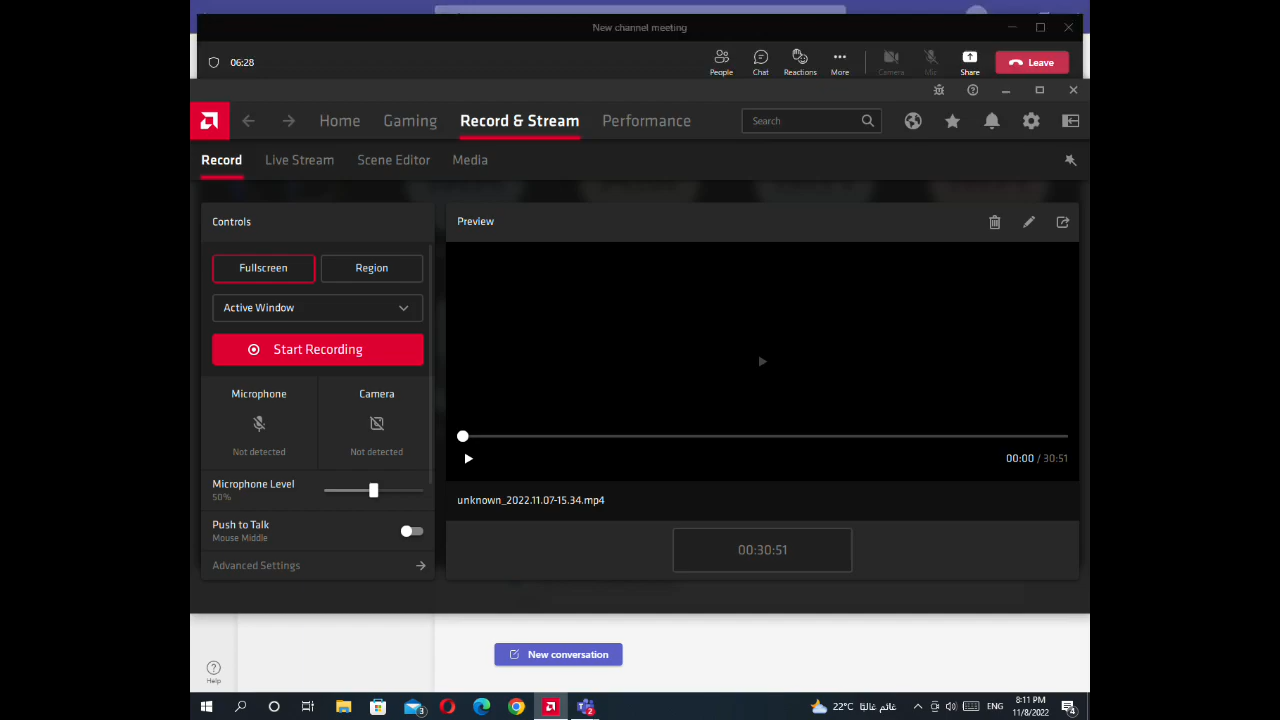 New channel meeting
06:28
People
Chat
Reactions
More
Camera
Mic
Share
Leave
Home
Gaming
Record & Stream
Performance
Search
Record
Live Stream
Scene Editor
Media
Controls
Preview
Fullscreen
Region
Active Window
Start Recording
Microphone
Camera
Not detected
Not detected
Microphone Level
50%
Push to Talk
Mouse Middle
Advanced Settings
00:00 / 30:51
unknown_2022.11.07-15.34.mp4
00:30:51
New conversation
Help
3
2
22°C
غائم غالبًا
ENG
8:11 PM
11/8/2022
4